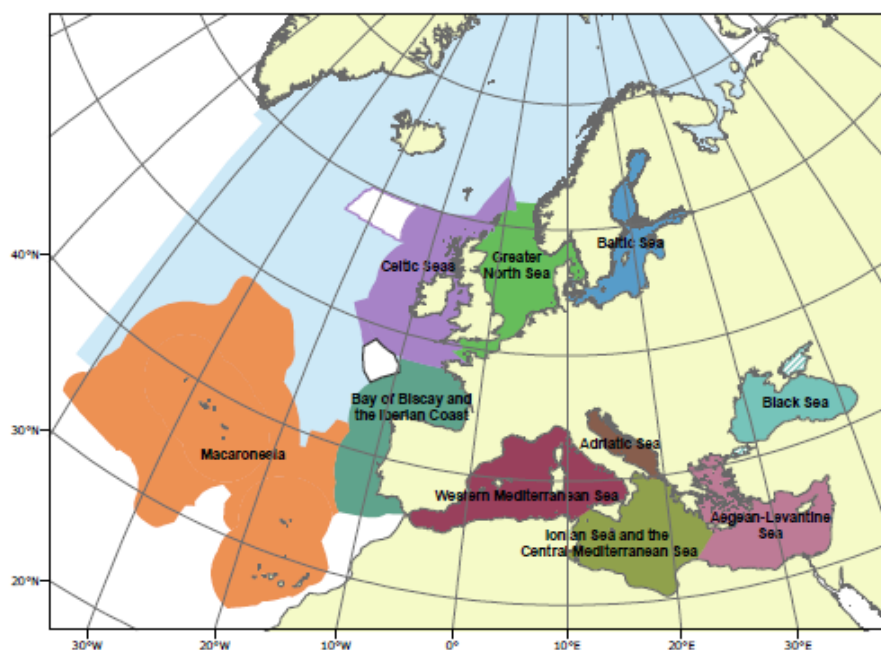 40°N
30°N
20°N
Celtic Seas
Greater
North Sea
Baltic Sea
Bay of Biscay and
the Iberian Coast
Black Sea
Macaronesia
Adriatic Sea
Western Mediterranean Sea
Aegean-Levantine
Sea
Ionian Sea and the
Central Mediterranean Sea
30°W
20°W
10°W
0°
10°E
20°E
30°E